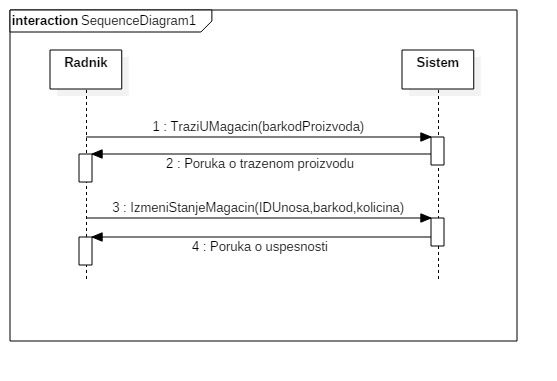 interaction SequenceDiagram1
Radnik
Sistem
1 : TraziUMagacin(barkodProizvoda)
2 : Poruka o trazenom proizvodu
3 : IzmeniStanjeMagacin(IDUnosa,barkod,kolicina)
4 : Poruka o uspesnosti